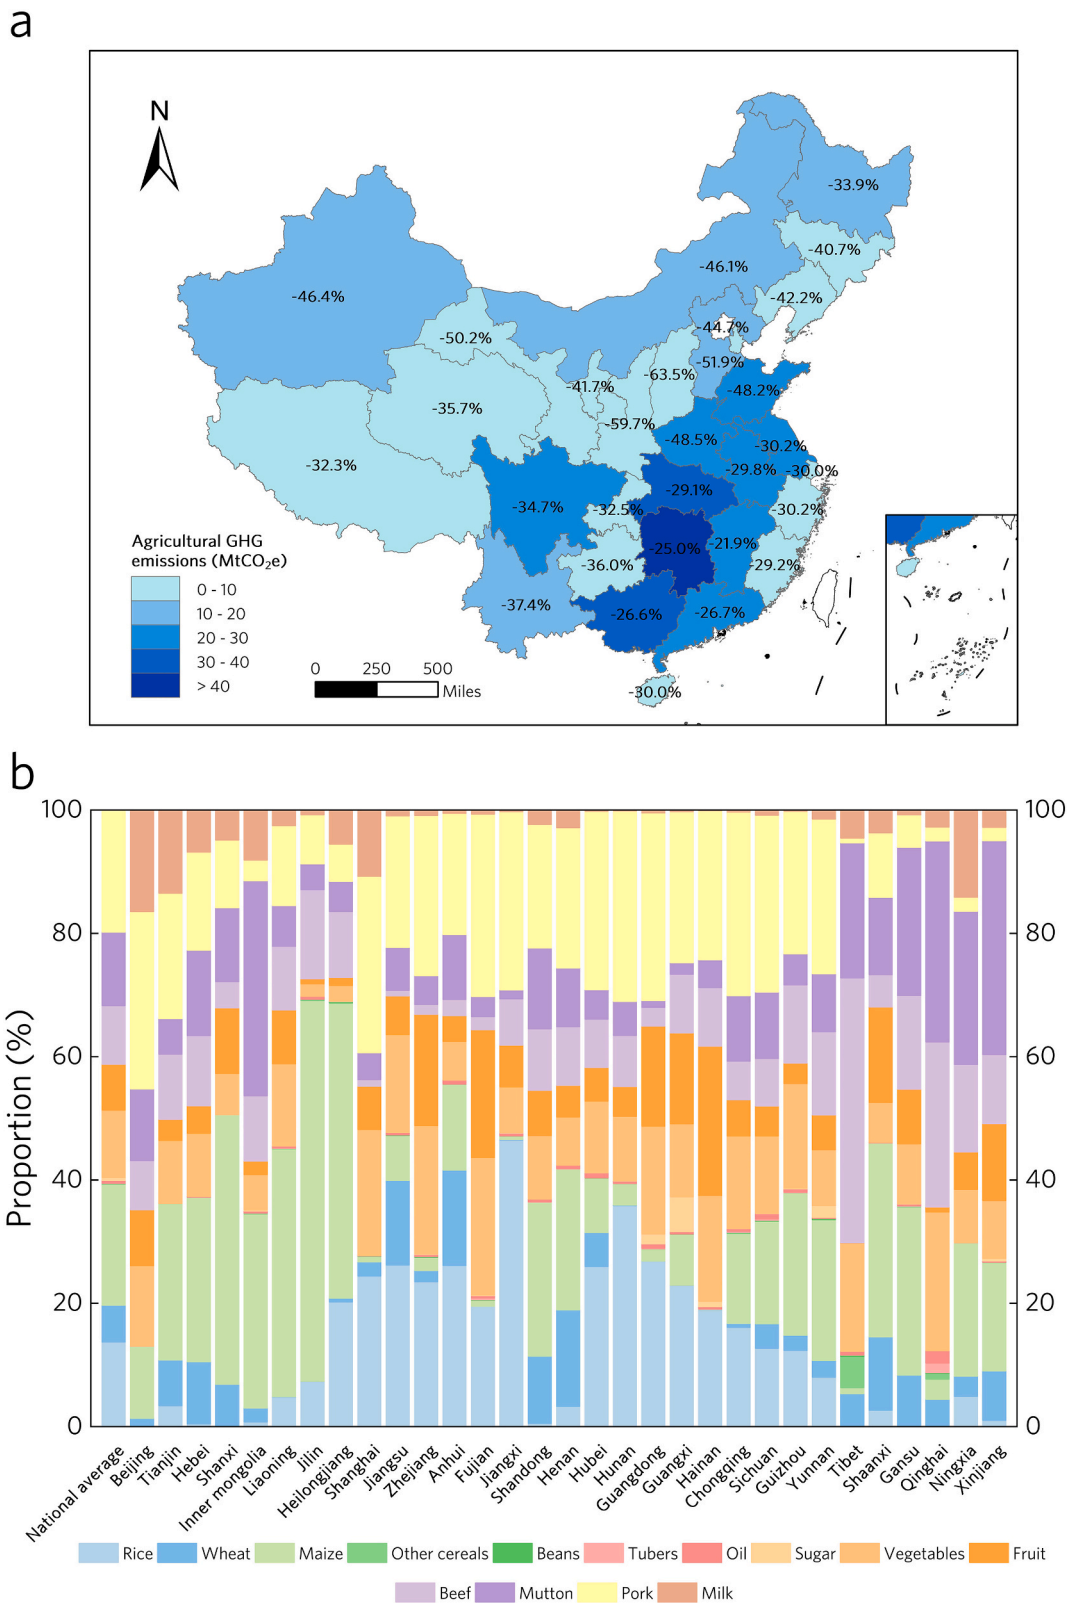 a
N
-33.9%
-40.7%
-46.1%
-42.2%
-46.4%
-44.7%
-50.2%
-51.9%
-63.5%
-41.7%
-48.2%
-35.7%
-59.7%
-48.5%
-30.2%
-32.3%
-29.8%
-30.0%
-29.1%
-34.7%
-32.5%
-30.2%
-21.9%
-25.0%
-36.0%
-29.2%
-37.4%
-26.6%
-26.7%
-30.0%
Agricultural GHG
emissions (MtCO₂e)
0 - 10
10 - 20
20 - 30
30 - 40
> 40
0 250 500
Miles
b
Proportion (%)
100 100
80 80
60 60
40 40
20 20
0 0
National average
Beijing
Tianjin
Hebei
Shanxi
Inner mongolia
Liaoning
Jilin
Heilongjiang
Shanghai
Jiangsu
Zhejiang
Anhui
Fujian
Jiangxi
Shandong
Henan
Hubei
Hunan
Guangdong
Guangxi
Hainan
Chongqing
Sichuan
Guizhou
Yunnan
Tibet
Shaanxi
Gansu
Qinghai
Ningxia
Xinjiang
Rice Wheat Maize Other cereals Beans Tubers Oil Sugar Vegetables Fruit
Beef Mutton Pork Milk